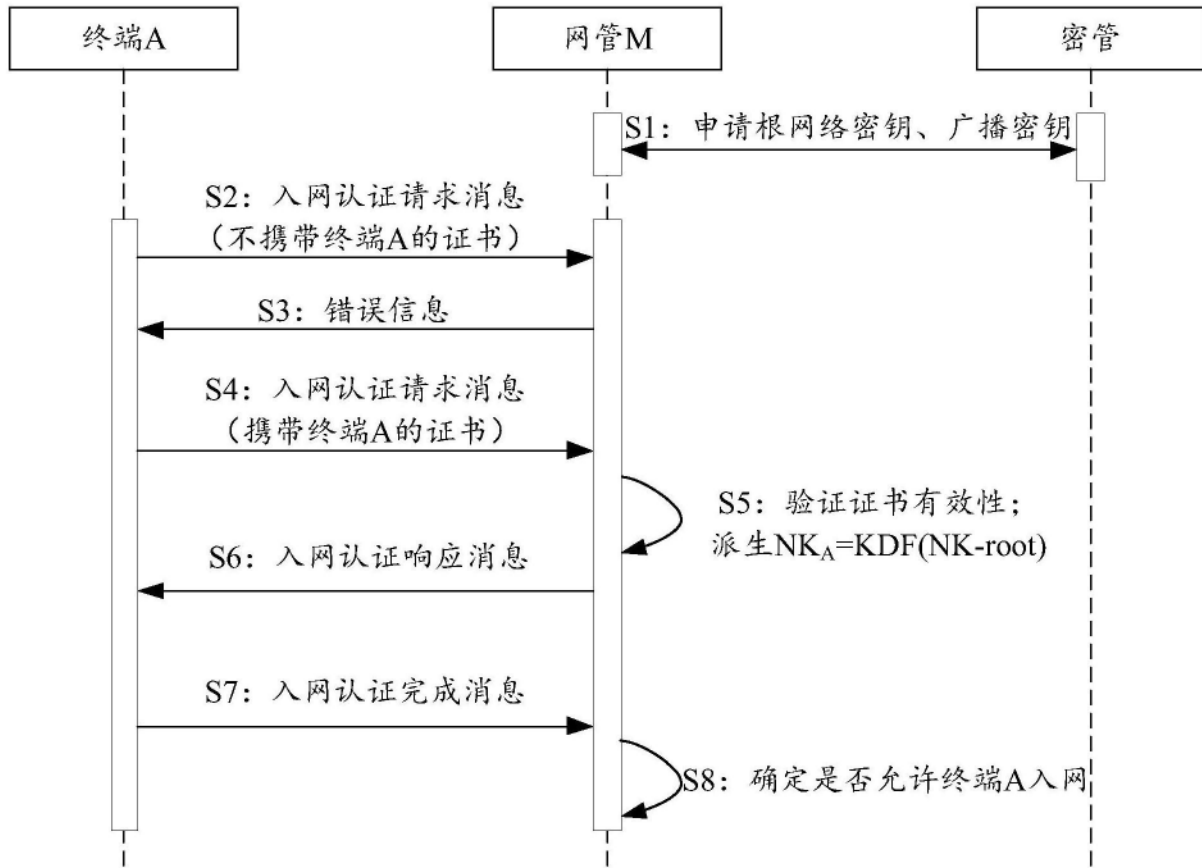 终端A
网管M
密管
S1：申请根网络密钥、广播密钥
S2：入网认证请求消息
（不携带终端A的证书）
S3：错误信息
S4：入网认证请求消息
（携带终端A的证书）
S5：验证证书有效性；
派生NKA=KDF(NK-root)
S6：入网认证响应消息
S7：入网认证完成消息
S8：确定是否允许终端A入网